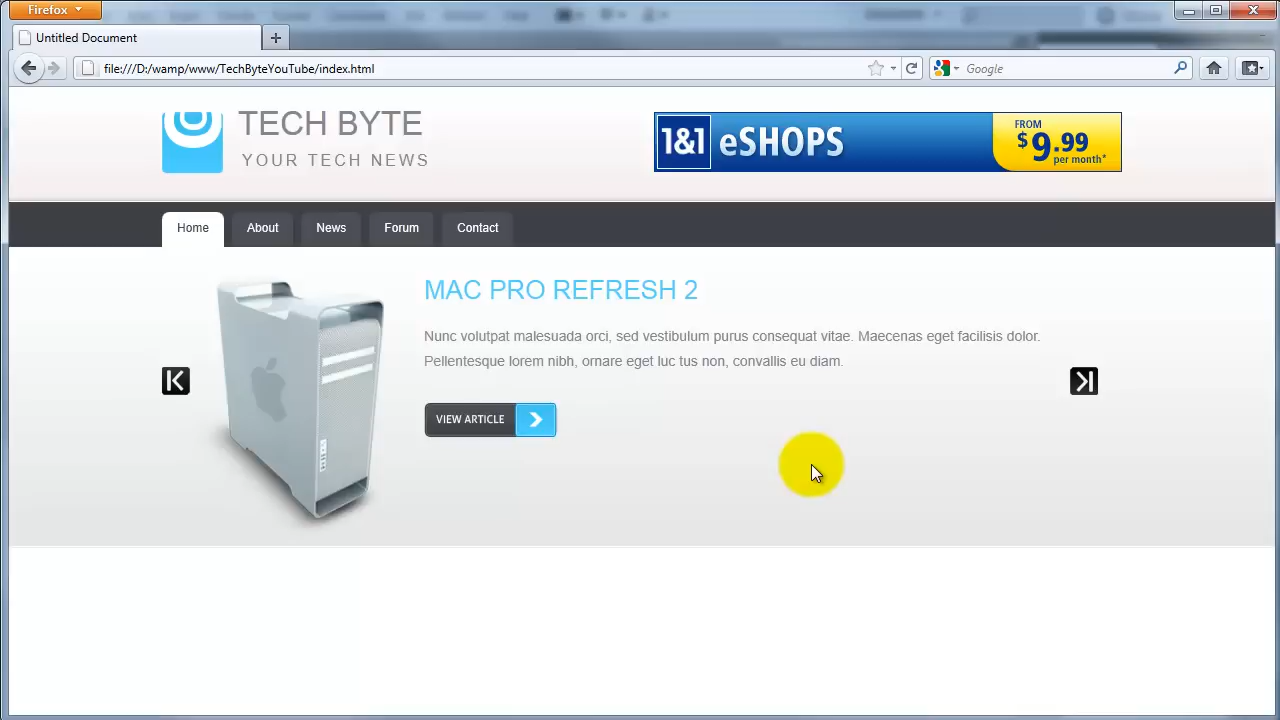 Firefox
Untitled Document
file:///D:/wamp/www/TechByteYouTube/index.html
Google
TECH BYTE
YOUR TECH NEWS
1&1 eSHOPS
FROM
$9.99
per month*
Home About News Forum Contact
MAC PRO REFRESH 2
Nunc volutpat malesuada orci, sed vestibulum purus consequat vitae. Maecenas eget facilisis dolor.
Pellentesque lorem nibh, ornare eget luc tus non, convallis eu diam.
VIEW ARTICLE